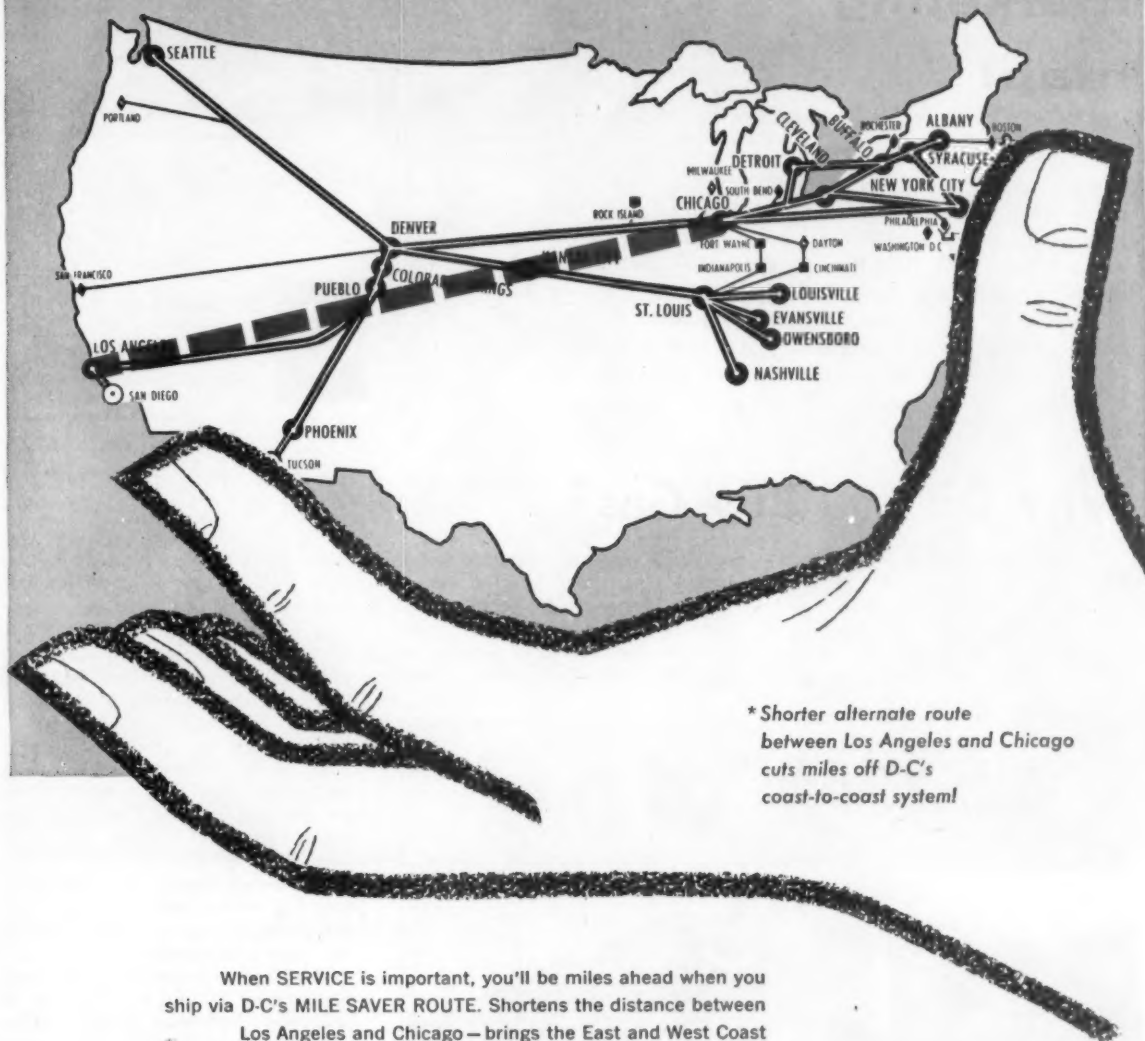 SEATTLE
PORTLAND
ROCHESTER
ALBANY
BOSTON
BUFFALO
CLEVELAND
DETROIT
SYRACUSE
MILWAUKEE
SOUTH BEND
NEW YORK CITY
CHICAGO
ROCK ISLAND
PHILADELPHIA
WASHINGTON D C
DENVER
FORT WAYNE
DAYTON
SAN FRANCISCO
KANSAS CITY
INDIANAPOLIS
CINCINNATI
COLORADO SPRINGS
PUEBLO
LOUISVILLE
ST. LOUIS
EVANSVILLE
OWENSBORO
LOS ANGELES
NASHVILLE
SAN DIEGO
PHOENIX
TUCSON
*Shorter alternate route
between Los Angeles and Chicago
cuts miles off D-C's
coast-to-coast system!
When SERVICE is important, you'll be miles ahead when you
ship via D-C's MILE SAVER ROUTE. Shortens the distance between
Los Angeles and Chicago — brings the East and West Coast